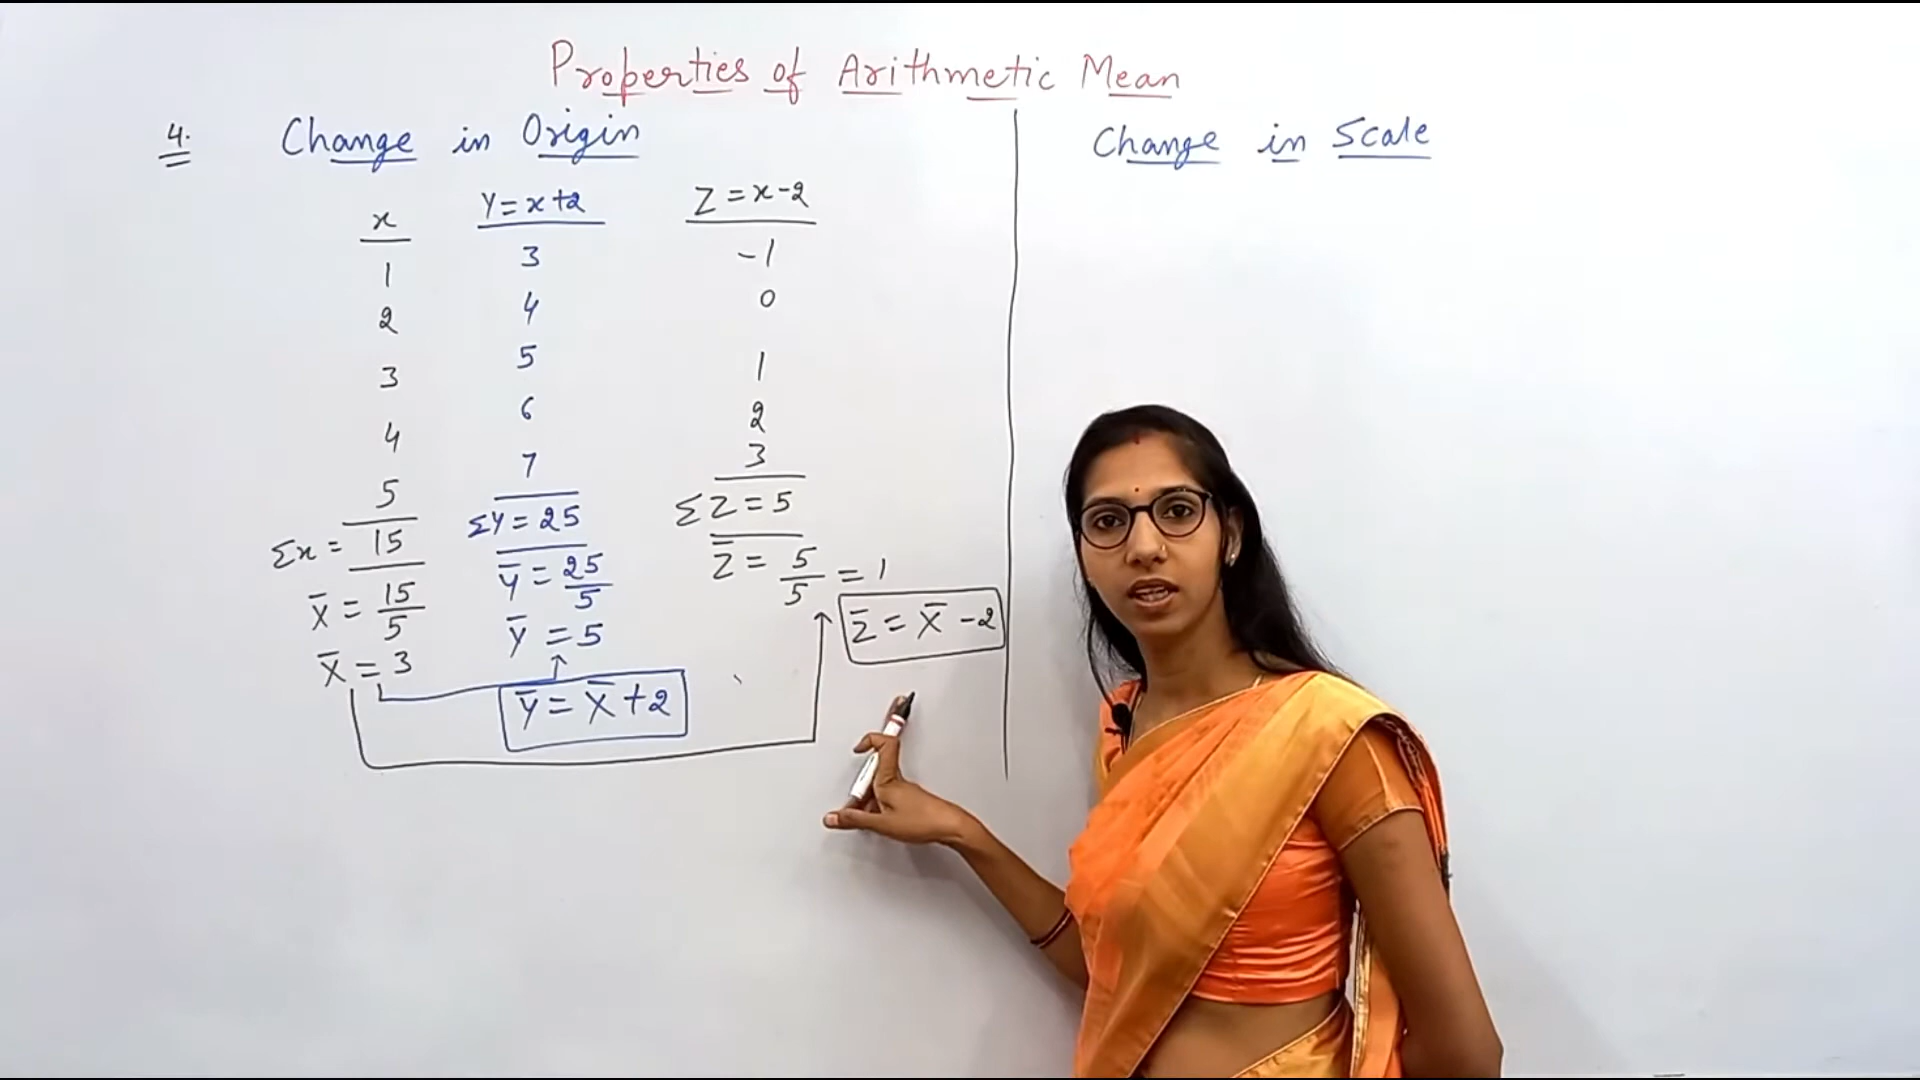 Properties of Arithmetic Mean
4. Change in Origin
x
1
2
3
4
5
Σx = 15
X̄ = 15/5
X̄ = 3
Y = x+2
3
4
5
6
7
ΣY = 25
Ȳ = 25/5
Ȳ = 5
Ȳ = X̄ + 2
Z = x-2
-1
0
1
2
3
ΣZ = 5
Z̄ = 5/5 = 1
Z̄ = X̄ - 2
Change in Scale